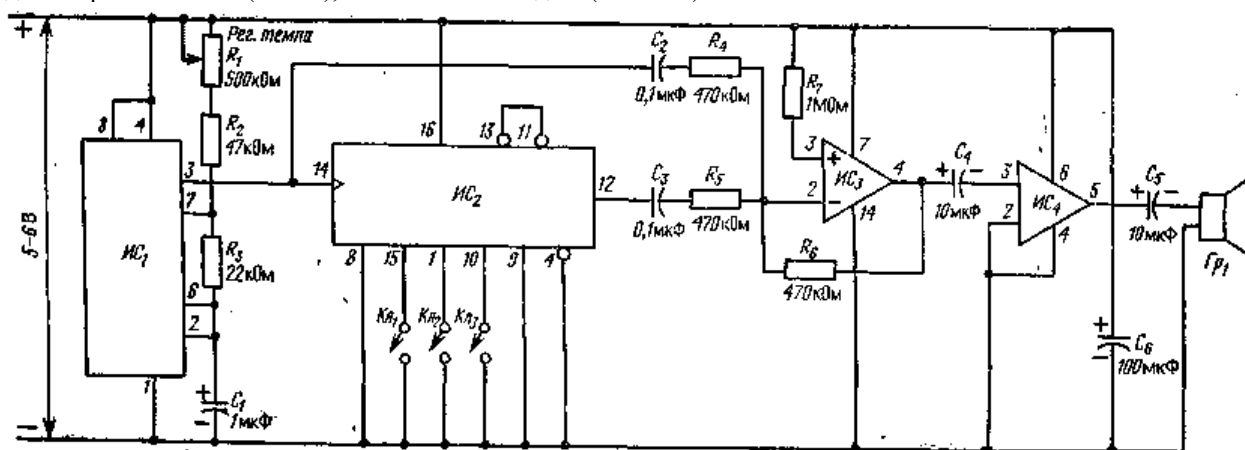 +
Рег. темпа
R1
500кОм
R2
47кОм
R3
22кОм
C1
1мкФ
+
-
5-6В
-
8
4
3
7
6
2
1
ИС1
14
16
13
11
12
ИС2
8
15
1
10
9
4
Кл1
Кл2
Кл3
C2
0,1мкФ
R4
470кОм
C3
0,1мкФ
R5
470кОм
R6
470кОм
R7
1МОм
3
+
2
-
7
ИС3
4
14
C4
+
-
10мкФ
3
2
6
ИС4
5
4
C5
+
-
10мкФ
Гр1
+
-
C6
100мкФ